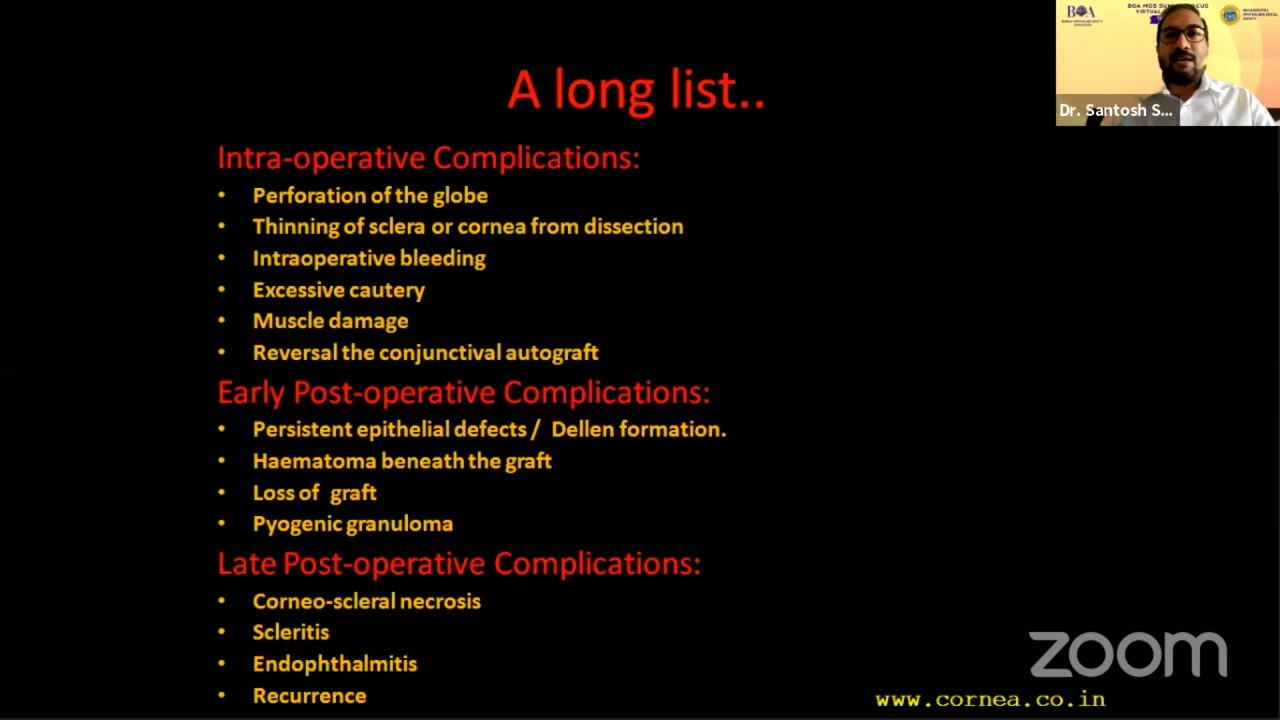 A long list..
Intra-operative Complications:
• Perforation of the globe
• Thinning of sclera or cornea from dissection
• Intraoperative bleeding
• Excessive cautery
• Muscle damage
• Reversal the conjunctival autograft
Early Post-operative Complications:
• Persistent epithelial defects / Dellen formation.
• Haematoma beneath the graft
• Loss of graft
• Pyogenic granuloma
Late Post-operative Complications:
• Corneo-scleral necrosis
• Scleritis
• Endophthalmitis
• Recurrence
www.cornea.co.in
zoom
BOA
BOA MOS
Dr. Santosh S...